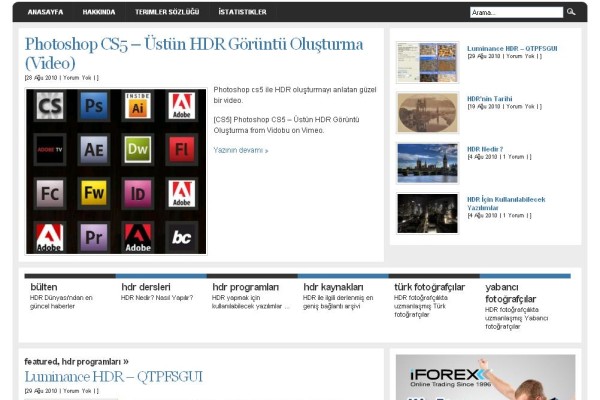 ANASAYFA HAKKINDA TERİMLER SÖZLÜĞÜ İSTATİSTİKLER Arama...
Photoshop CS5 – Üstün HDR Görüntü Oluşturma
(Video)
[28 Ağu 2010 | Yorum Yok | ]
Photoshop cs5 ile HDR oluşturmayı anlatan güzel
bir video.
[CS5] Photoshop CS5 – Üstün HDR Görüntü
Oluşturma from Vidobu on Vimeo.
Yazının devamı »
CS Ps INSIDE Ai Adobe
ADOBE TV AE Dw Fl
FC Fw ID Adobe
Adobe Pr Adobe bc
Luminance HDR – QTPFSGUI
[29 Ağu 2010 | Yorum Yok | ]
HDR'nin Tarihi
[19 Ağu 2010 | Yorum Yok | ]
HDR Nedir ?
[4 Ağu 2010 | 1 Yorum | ]
HDR İçin Kullanılabilecek
Yazılımlar
[4 Ağu 2010 | 1 Yorum | ]
bülten
HDR Dünyası'ndan en
güncel haberler
hdr dersleri
HDR Nedir? Nasıl Yapılır?
hdr programları
HDR yapmak için
kullanılabilecek yazılımlar ...
hdr kaynakları
HDR ile ilgili derlenmiş en
geniş bağlantı arşivi
türk fotoğrafçılar
HDR fotoğrafçılıkta
uzmanlaşmış Türk
fotoğrafçılar
yabancı
fotoğrafçılar
HDR fotoğrafçılıkta
uzmanlaşmış Yabancı
fotoğrafçılar
featured, hdr programları »
Luminance HDR – QTPFSGUI
[29 Ağu 2010 | Yorum Yok | ]
iFOREX
Online Trading Since 1996